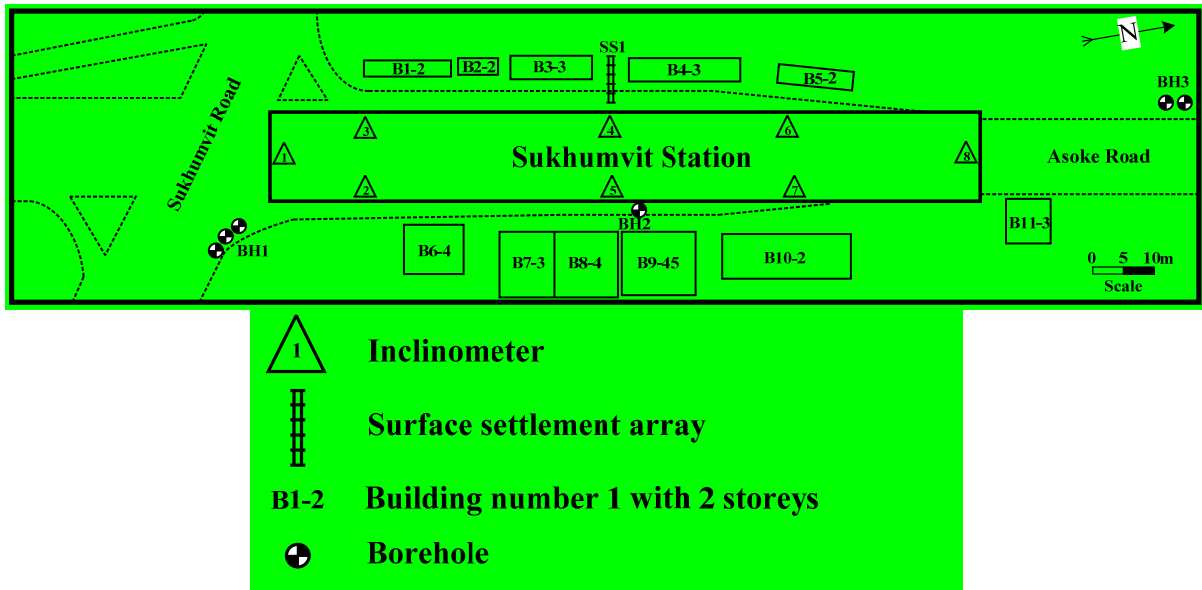 N
SS1
B1-2
B2-2
B3-3
B4-3
B5-2
BH3
Sukhumvit Road
3
4
6
1
Sukhumvit Station
8
Asoke Road
2
5
7
BH1
BH2
B6-4
B7-3
B8-4
B9-45
B10-2
B11-3
0 5 10m
Scale
1 Inclinometer
Surface settlement array
B1-2 Building number 1 with 2 storeys
Borehole